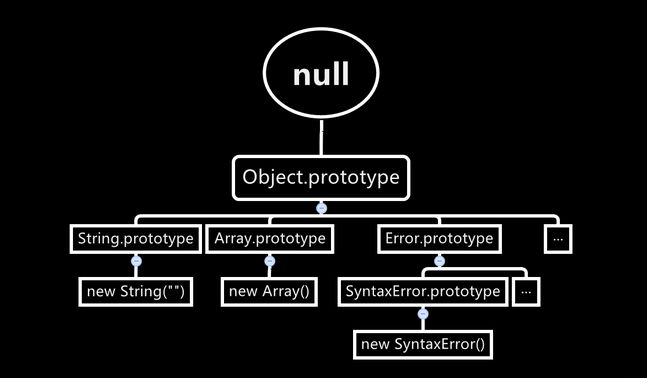 null
Object.prototype
String.prototype
Array.prototype
Error.prototype
...
new String("")
new Array()
SyntaxError.prototype
...
new SyntaxError()